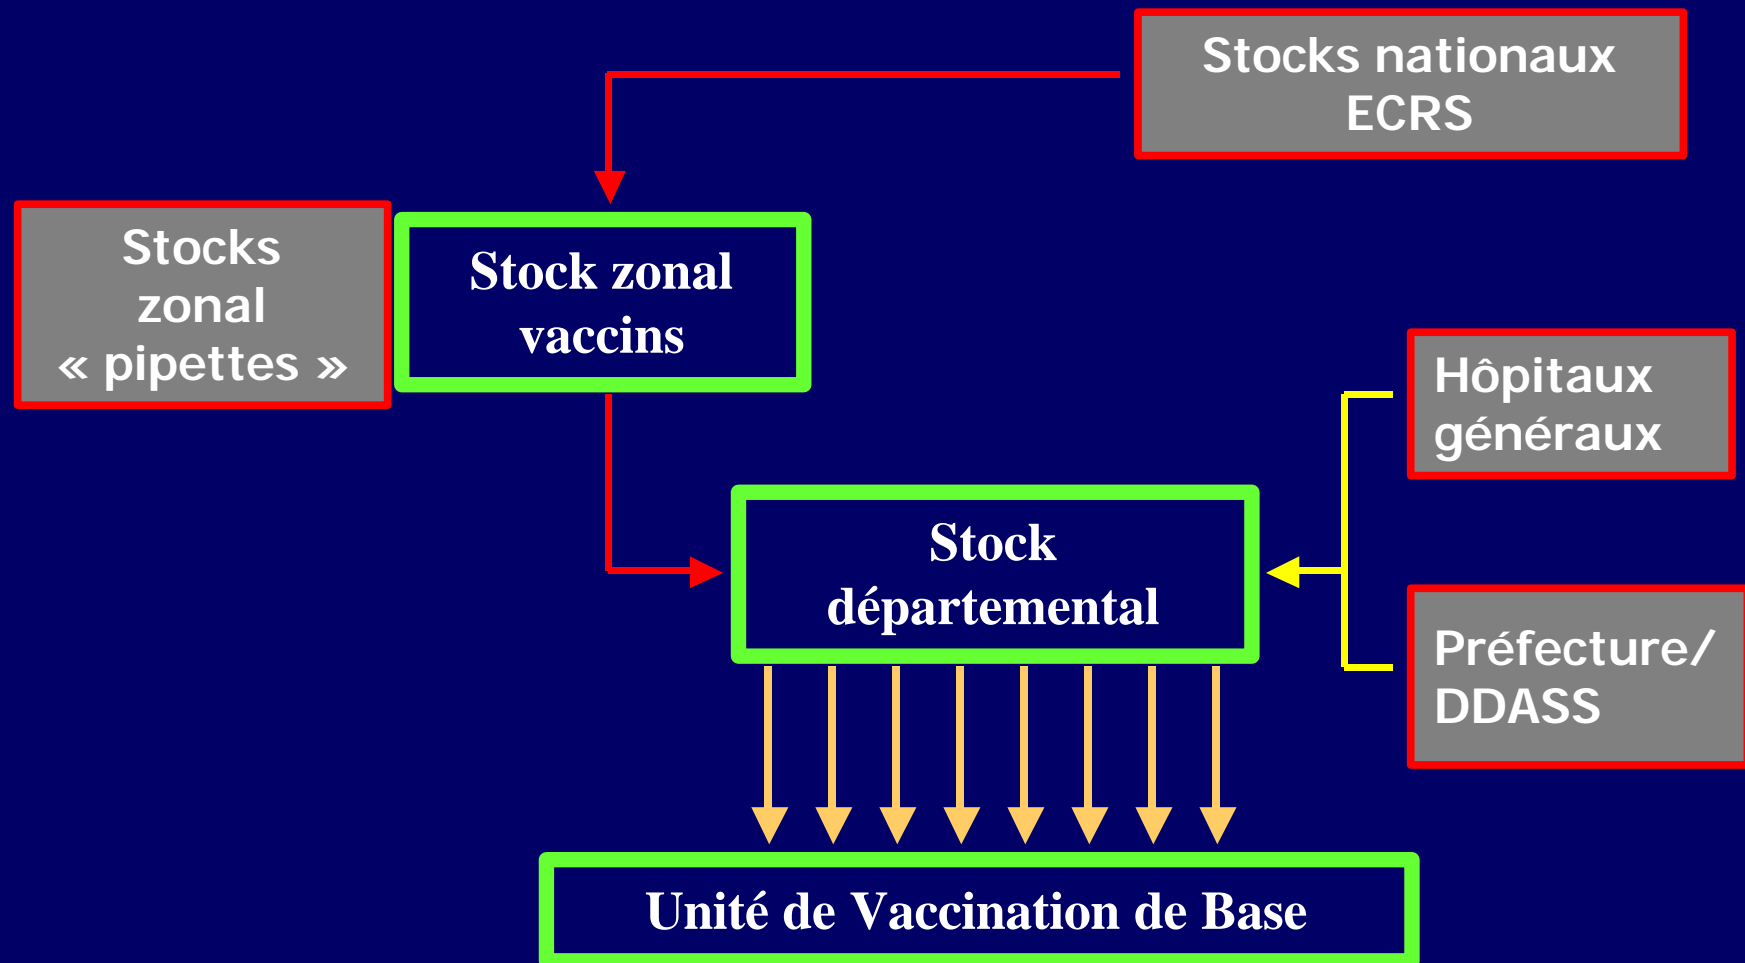 Stocks nationaux
ECRS
Stocks
zonal
« pipettes »
Stock zonal
vaccins
Hôpitaux
généraux
Stock
départemental
Préfecture/
DDASS
Unité de Vaccination de Base